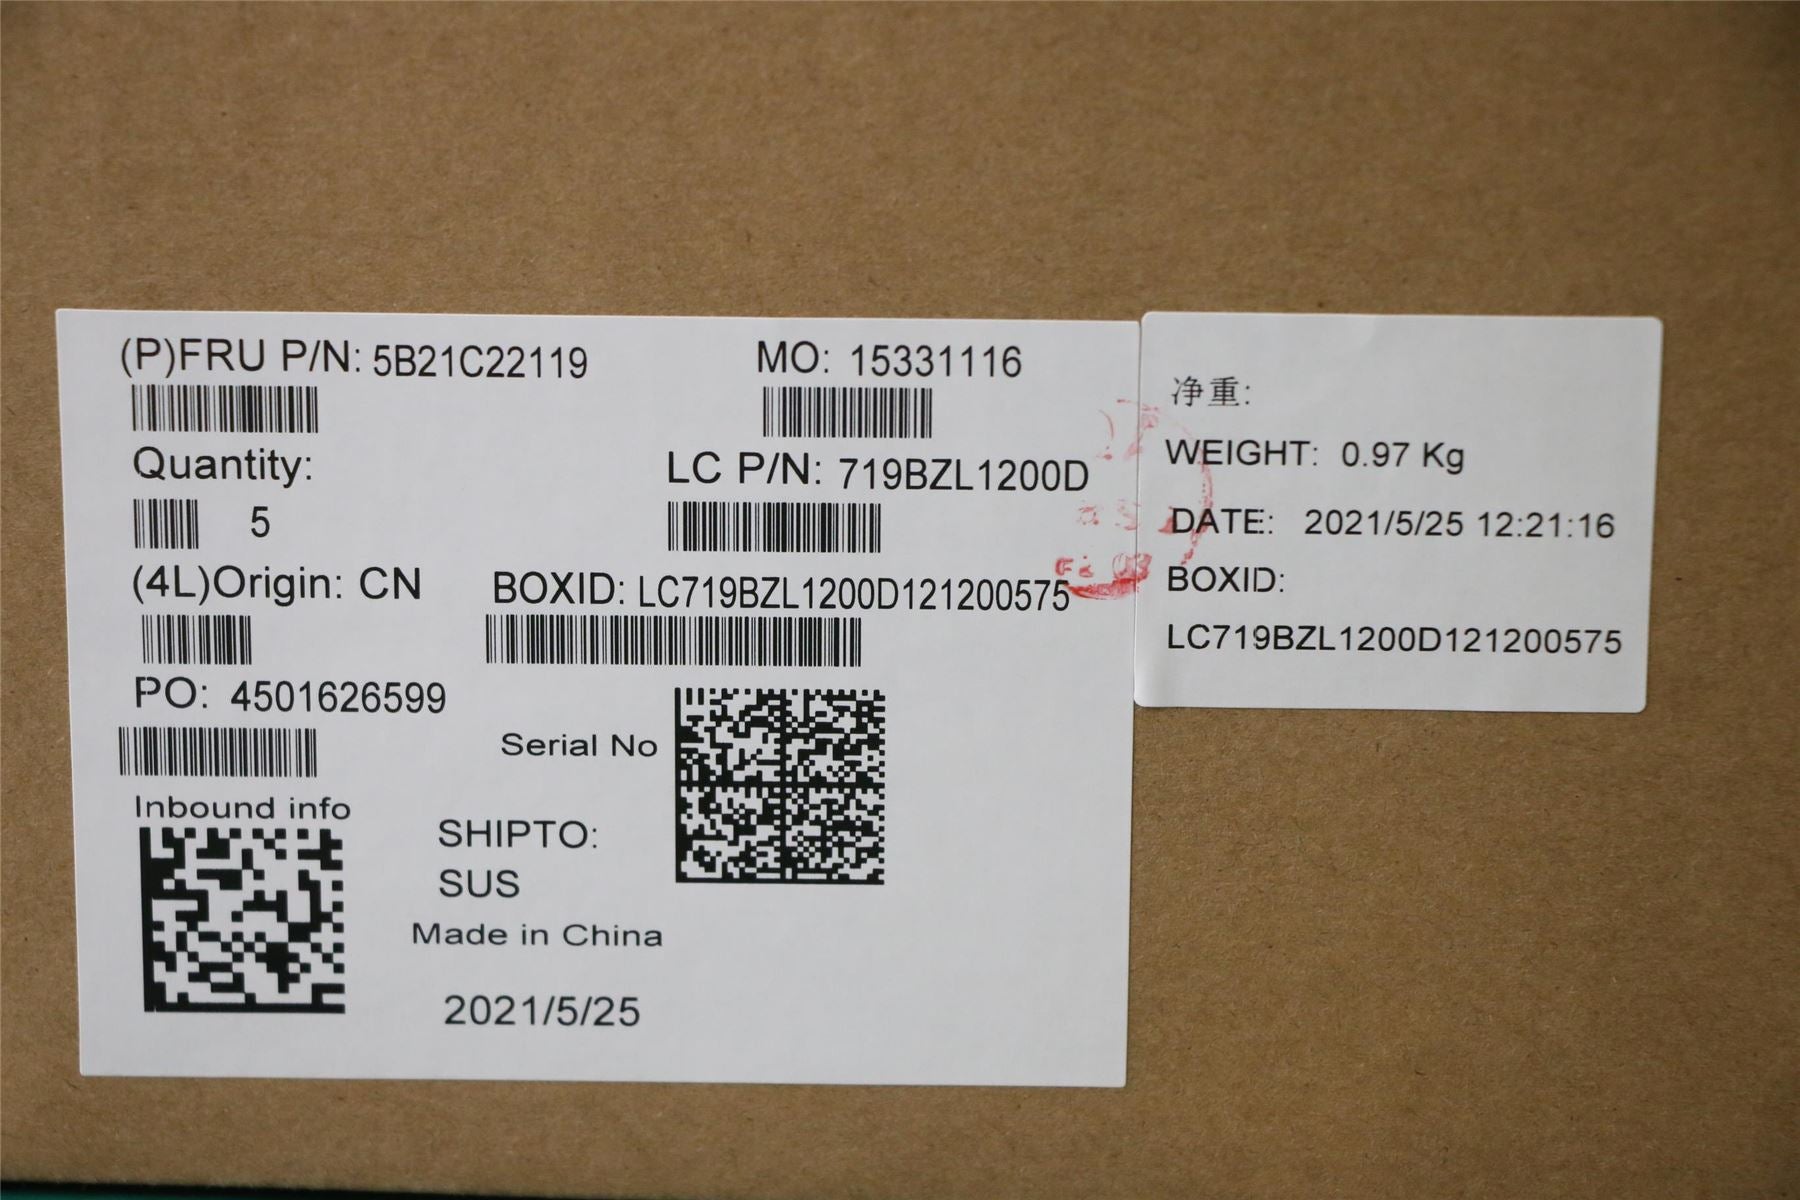 (P)FRU P/N: 5B21C22119
MO: 15331116
Quantity:
5
LC P/N: 719BZL1200D
(4L)Origin: CN
BOXID: LC719BZL1200D121200575
PO: 4501626599
Serial No
Inbound info
SHIPTO:
SUS
Made in China
2021/5/25
净重:
WEIGHT: 0.97 Kg
DATE: 2021/5/25 12:21:16
BOXID:
LC719BZL1200D121200575